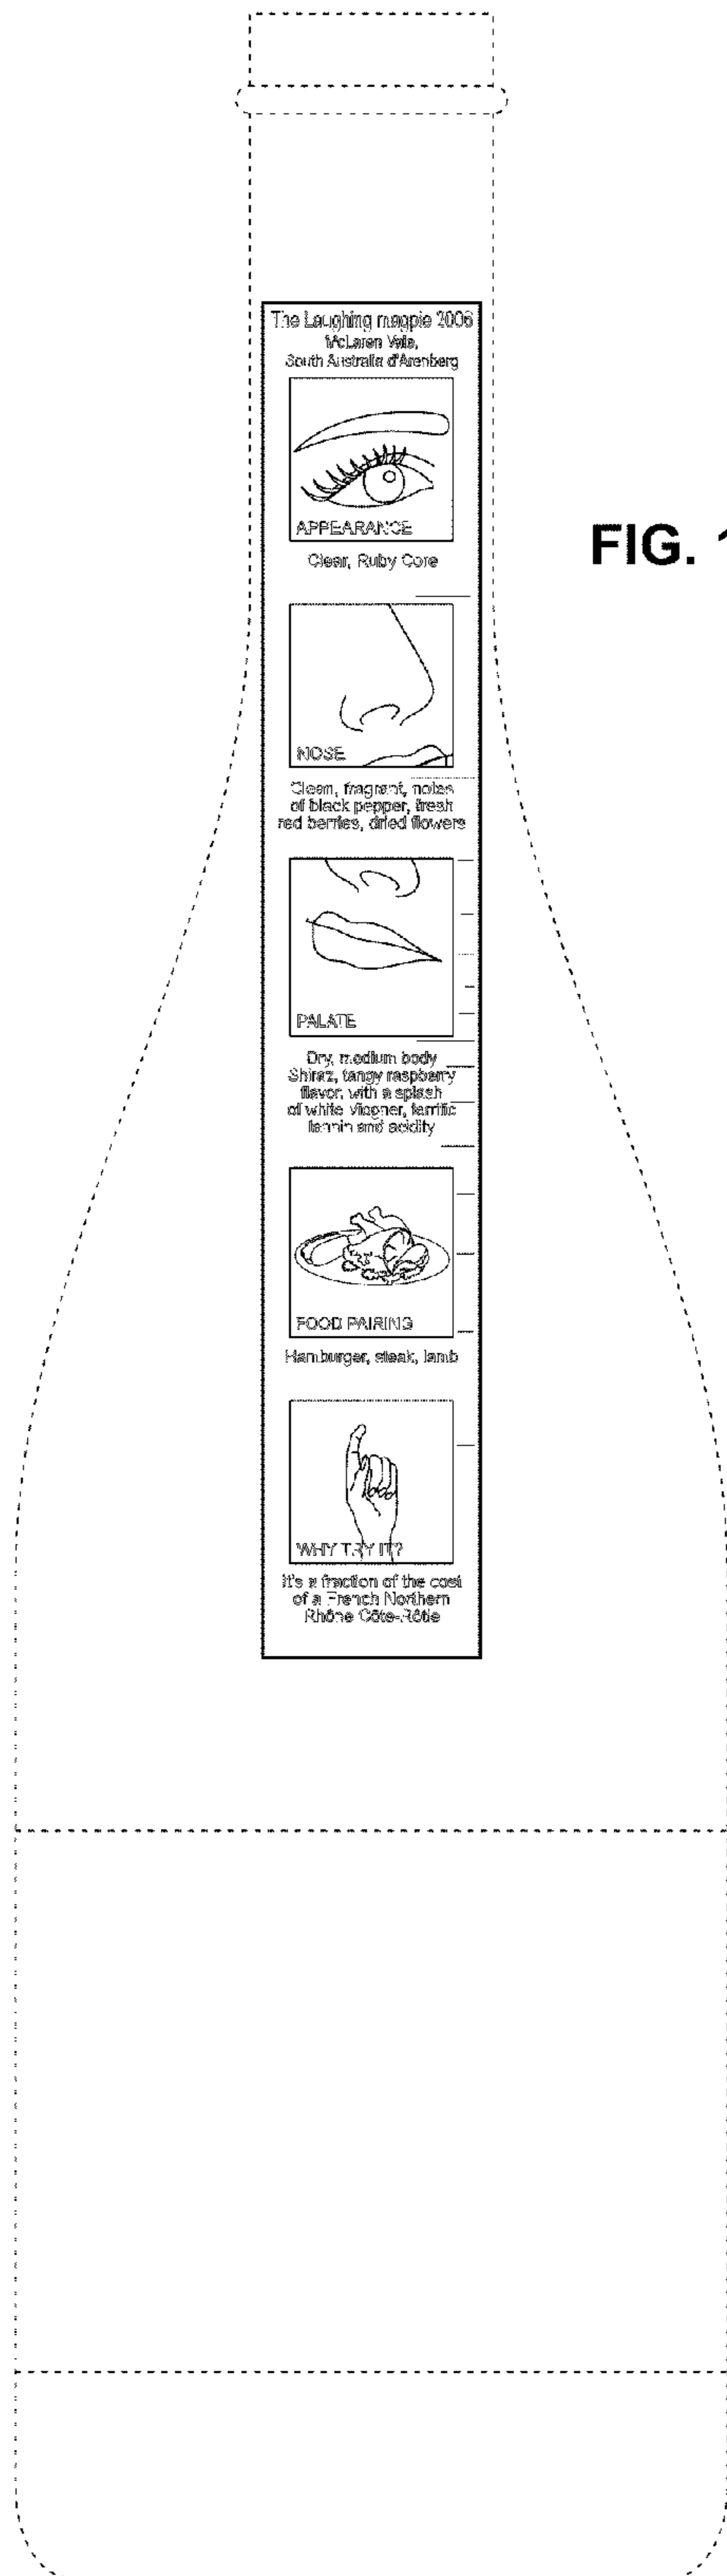 The Laughing magpie 2006
McLaren Vale,
South Australia d'Arenberg
APPEARANCE
Clear, Ruby Core
FIG. 1
NOSE
Clean, fragrant, notes
of black pepper, fresh
red berries, dried flowers
PALATE
Dry, medium body
Shiraz, tangy raspberry
flavor, with a splash
of white viogner, terrific
tannin and acidity
FOOD PAIRING
Hamburger, steak, lamb
WHY TRY IT?
It's a fraction of the cost
of a French Northern
Rhône Côte-Rôtie